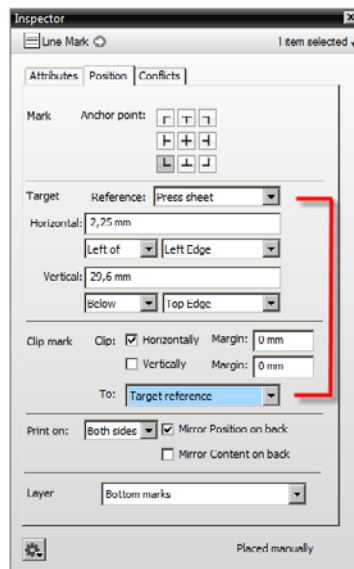 Inspector
Line Mark 1 item selected
Attributes Position Conflicts
Mark Anchor point:
Target Reference: Press sheet
Horizontal: 2,25 mm
Left of Left Edge
Vertical: 29,6 mm
Below Top Edge
Clip mark Clip: Horizontally Margin: 0 mm
Vertically Margin: 0 mm
To: Target reference
Print on: Both sides Mirror Position on back
Mirror Content on back
Layer Bottom marks
Placed manually